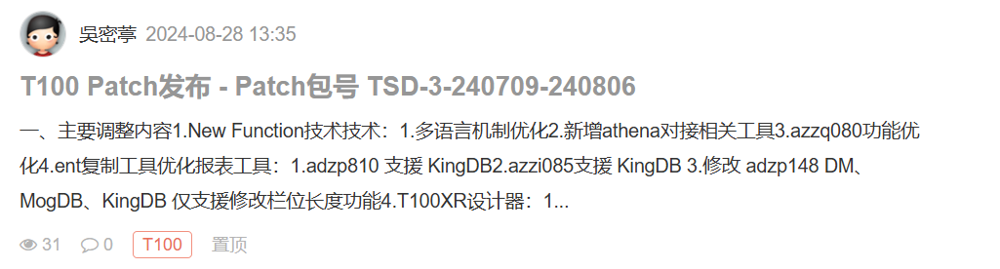 吳密葶 2024-08-28 13:35
T100 Patch发布 - Patch包号 TSD-3-240709-240806
一、主要调整内容1.New Function技术技术：1.多语言机制优化2.新增athena对接相关工具3.azzq080功能优
化4.ent复制工具优化报表工具：1.adzp810 支援 KingDB2.azzi085支援 KingDB 3.修改 adzp148 DM、
MogDB、KingDB 仅支援修改栏位长度功能4.T100XR设计器：1...
31 0 T100 置顶